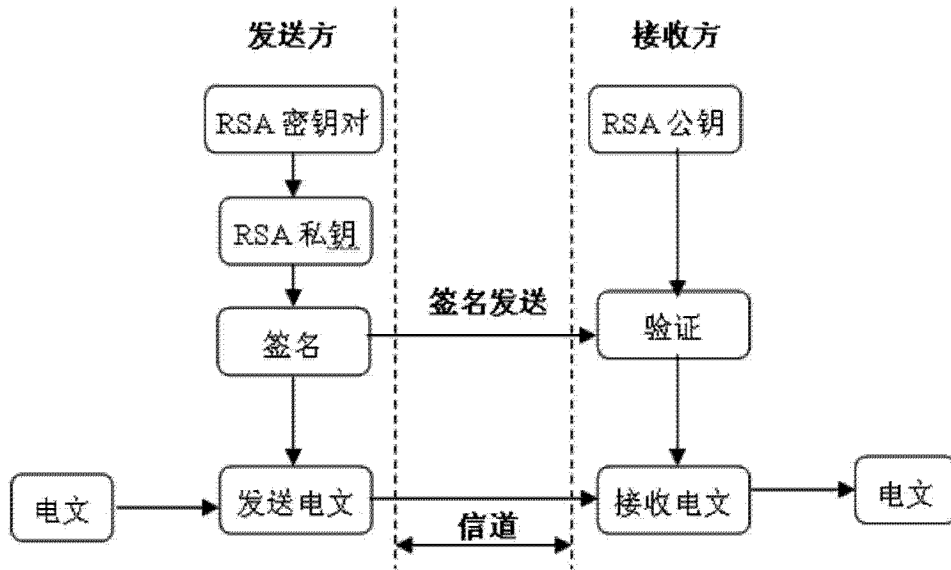 发送方
接收方
RSA 密钥对
RSA 公钥
RSA 私钥
签名发送
签名
验证
电文
发送电文
接收电文
电文
信道